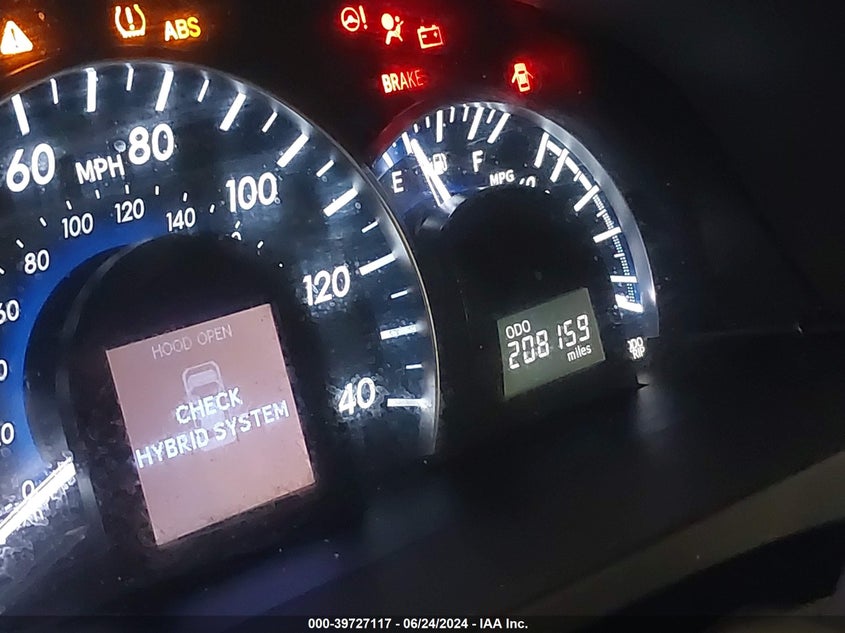 ABS
BRAKE
60
MPH
80
100
120
E
F
MPG
80
100
120
140
HOOD OPEN
CHECK
HYBRID SYSTEM
40
ODO
208159
miles
0
000-39727117 - 06/24/2024 - IAA Inc.